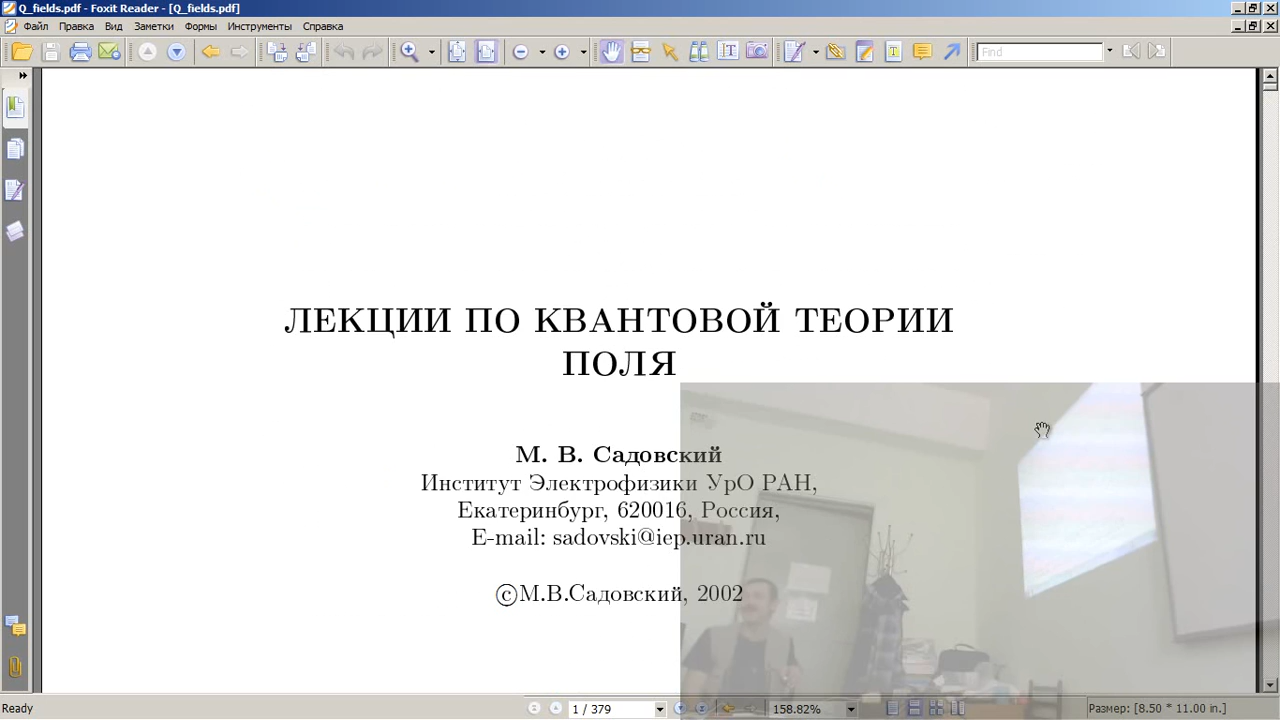 Q_fields.pdf - Foxit Reader - [Q_fields.pdf]
Файл Правка Вид Заметки Формы Инструменты Справка
Find
ЛЕКЦИИ ПО КВАНТОВОЙ ТЕОРИИ
ПОЛЯ
М. В. Садовский
Институт Электрофизики УрО РАН,
Екатеринбург, 620016, Россия,
E-mail: sadovski@iep.uran.ru
©М.В.Садовский, 2002
Ready 1 / 379 158.82% Размер: [8.50 * 11.00 in.]